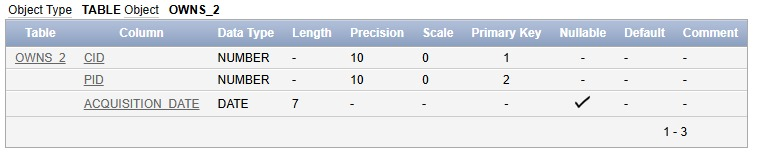 Object Type TABLE Object OWNS_2
Table Column Data Type Length Precision Scale Primary Key Nullable Default Comment
OWNS_2 CID NUMBER - 10 0 1 - - -
PID NUMBER - 10 0 2 - - -
ACQUISITION_DATE DATE 7 - - - ✓ - -
1 - 3